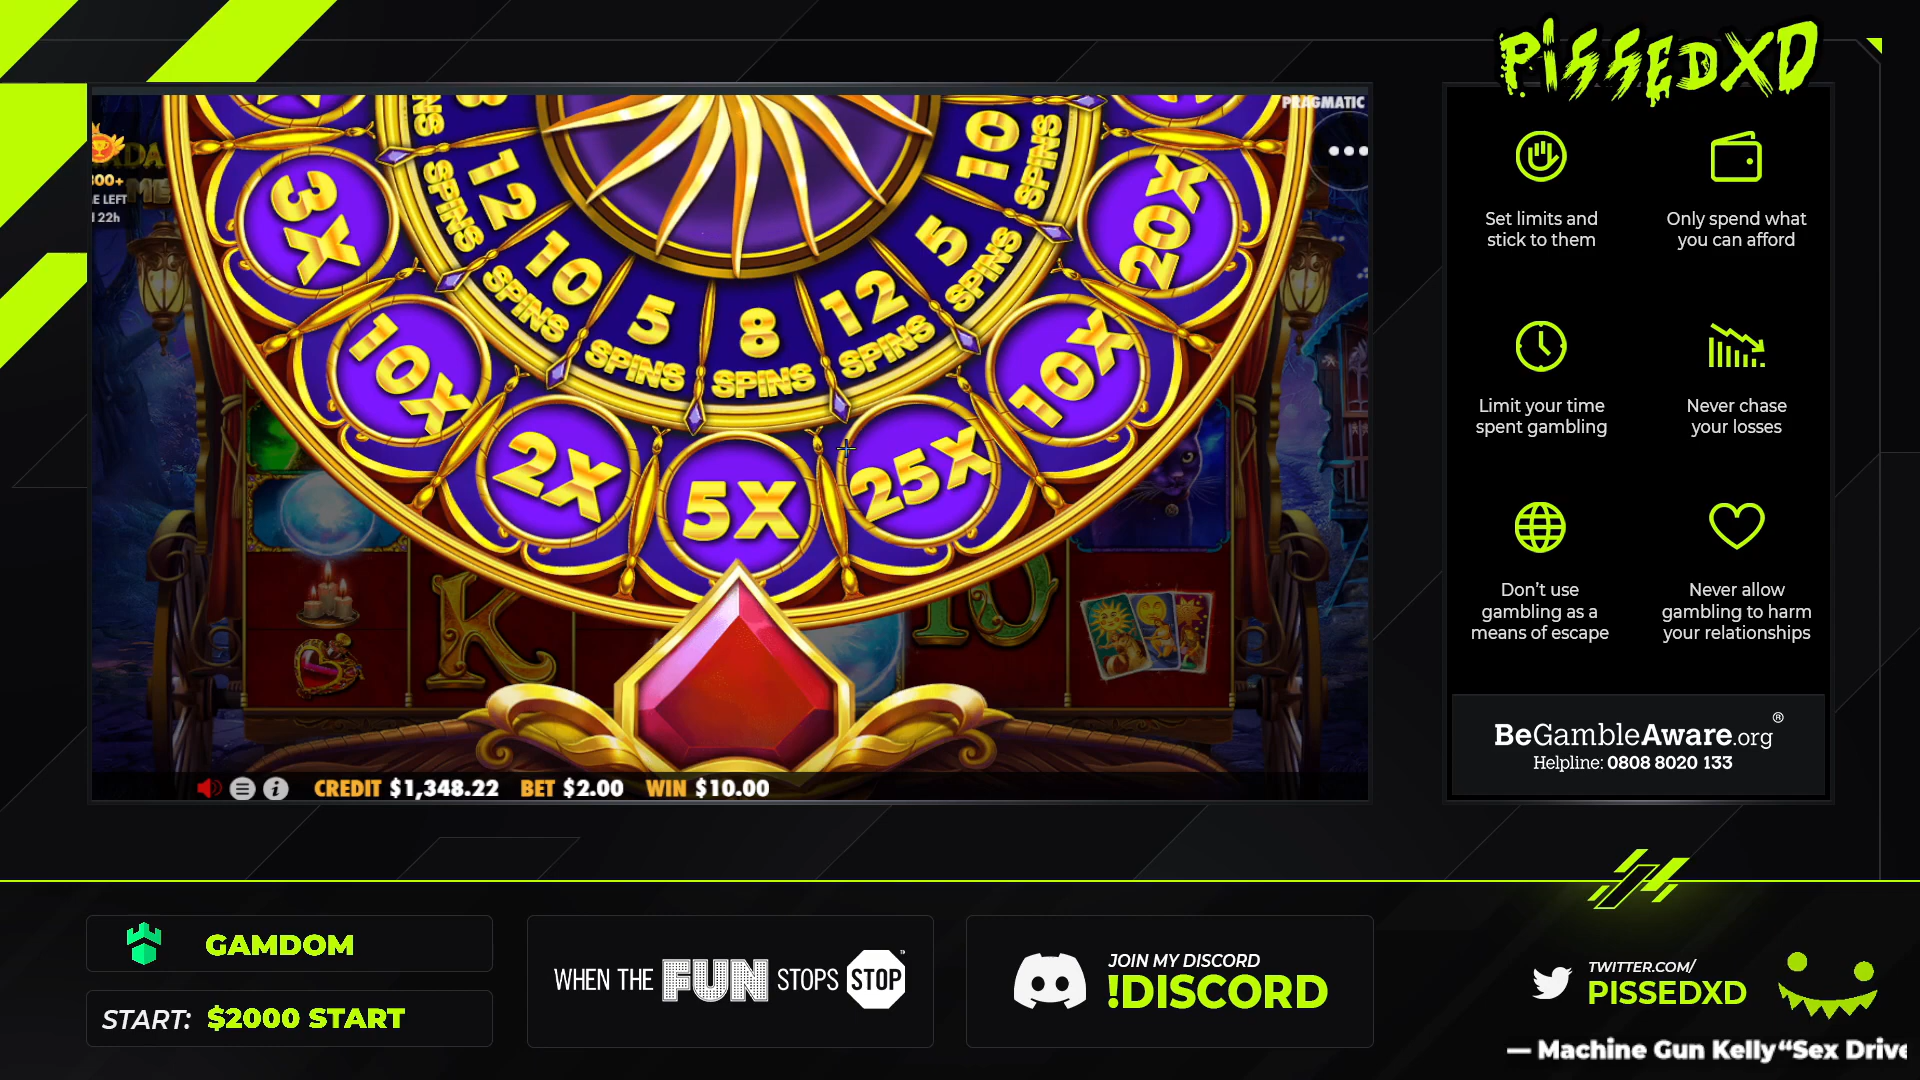 PISSEDXD
PRAGMATIC
800+
E LEFT
22h
3X
10X
2X
5X
25X
10X
20X
SPINS
12 SPINS
10 SPINS
5 SPINS
8 SPINS
12 SPINS
5 SPINS
10 SPINS
K
10
CREDIT $1,348.22 BET $2.00 WIN $10.00
Set limits and
stick to them
Only spend what
you can afford
Limit your time
spent gambling
Never chase
your losses
Don't use
gambling as a
means of escape
Never allow
gambling to harm
your relationships
BeGambleAware.org®
Helpline: 0808 8020 133
GAMDOM
START: $2000 START
WHEN THE FUN STOPS STOP
JOIN MY DISCORD
!DISCORD
TWITTER.COM/
PISSEDXD
— Machine Gun Kelly “Sex Drive